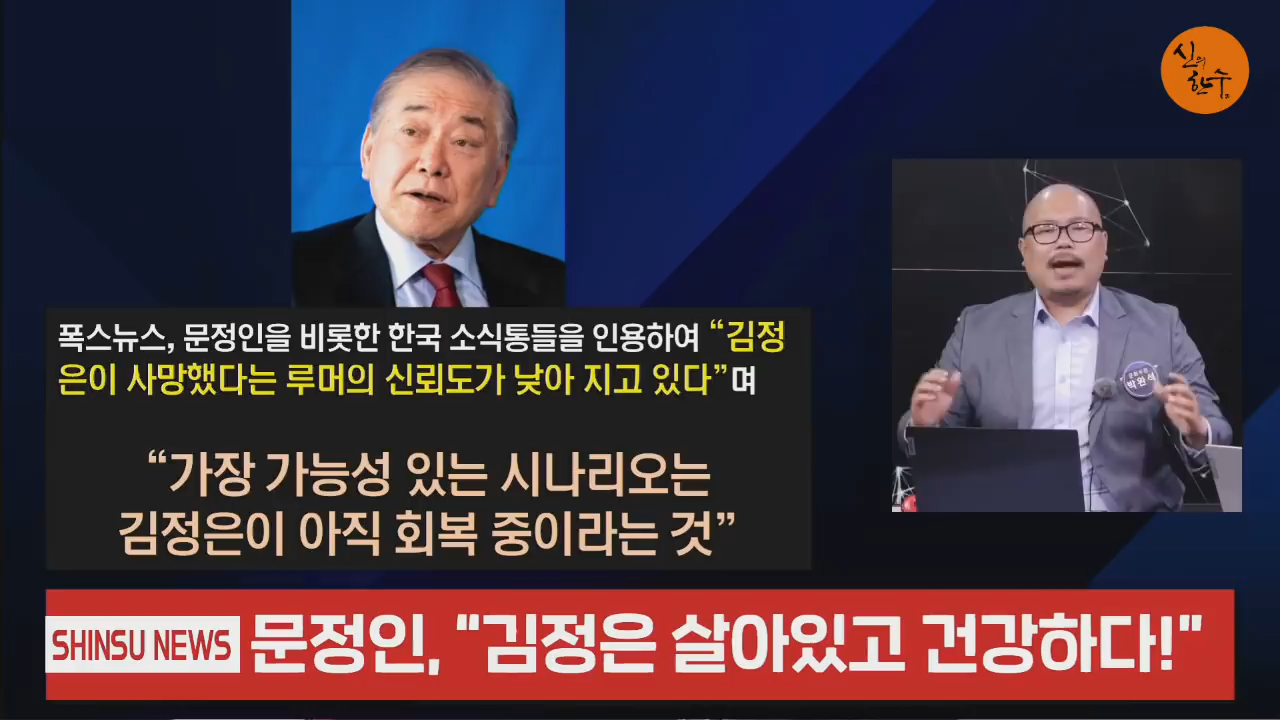 신의
한수
폭스뉴스, 문정인을 비롯한 한국 소식통들을 인용하여 “김정
은이 사망했다는 루머의 신뢰도가 낮아 지고 있다”며
“가장 가능성 있는 시나리오는
김정은이 아직 회복 중이라는 것”
박완석
SHINSU NEWS 문정인, "김정은 살아있고 건강하다!"